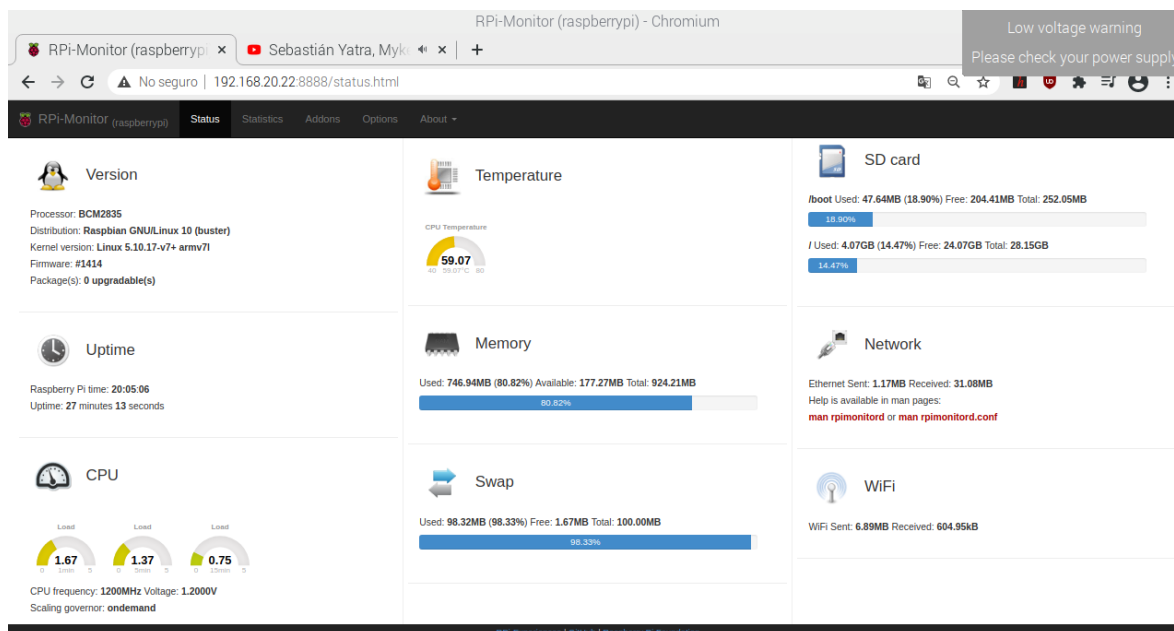 RPi-Monitor (raspberrypi) - Chromium
Low voltage warning
Please check your power supply
RPi-Monitor (raspberryp
Sebastián Yatra, Myk
No seguro | 192.168.20.22:8888/status.html
RPi-Monitor (raspberrypi) Status Statistics Addons Options About
Version
Processor: BCM2835
Distribution: Raspbian GNU/Linux 10 (buster)
Kernel version: Linux 5.10.17-v7+ armv7l
Firmware: #1414
Package(s): 0 upgradable(s)
Uptime
Raspberry Pi time: 20:05:06
Uptime: 27 minutes 13 seconds
CPU
Load Load Load
1.67 1.37 0.75
0 1min 5 0 5min 5 0 15min 5
CPU frequency: 1200MHz Voltage: 1.2000V
Scaling governor: ondemand
Temperature
CPU Temperature
59.07
40 59.07°C 80
Memory
Used: 746.94MB (80.82%) Available: 177.27MB Total: 924.21MB
80.82%
Swap
Used: 98.32MB (98.33%) Free: 1.67MB Total: 100.00MB
98.33%
SD card
/boot Used: 47.64MB (18.90%) Free: 204.41MB Total: 252.05MB
18.90%
/ Used: 4.07GB (14.47%) Free: 24.07GB Total: 28.15GB
14.47%
Network
Ethernet Sent: 1.17MB Received: 31.08MB
Help is available in man pages:
man rpimonitord or man rpimonitord.conf
WiFi
WiFi Sent: 6.89MB Received: 604.95kB